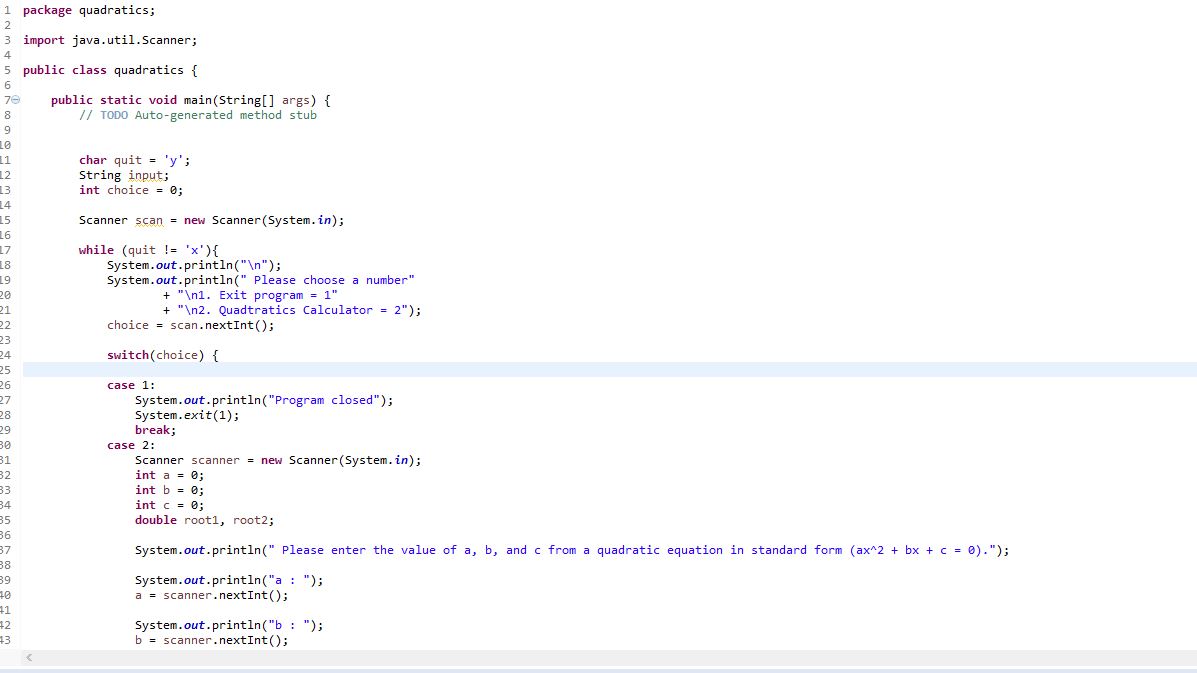 1 package quadratics;
2
3 import java.util.Scanner;
4
5 public class quadratics {
6
7 public static void main(String[] args) {
8 // TODO Auto-generated method stub
9
10
11 char quit = 'y';
12 String input;
13 int choice = 0;
14
15 Scanner scan = new Scanner(System.in);
16
17 while (quit != 'x'){
18 System.out.println("\n");
19 System.out.println(" Please choose a number"
20 + "\n1. Exit program = 1"
21 + "\n2. Quadtratics Calculator = 2");
22 choice = scan.nextInt();
23
24 switch(choice) {
25
26 case 1:
27 System.out.println("Program closed");
28 System.exit(1);
29 break;
30 case 2:
31 Scanner scanner = new Scanner(System.in);
32 int a = 0;
33 int b = 0;
34 int c = 0;
35 double root1, root2;
36
37 System.out.println(" Please enter the value of a, b, and c from a quadratic equation in standard form (ax^2 + bx + c = 0).");
38
39 System.out.println("a : ");
40 a = scanner.nextInt();
41
42 System.out.println("b : ");
43 b = scanner.nextInt();